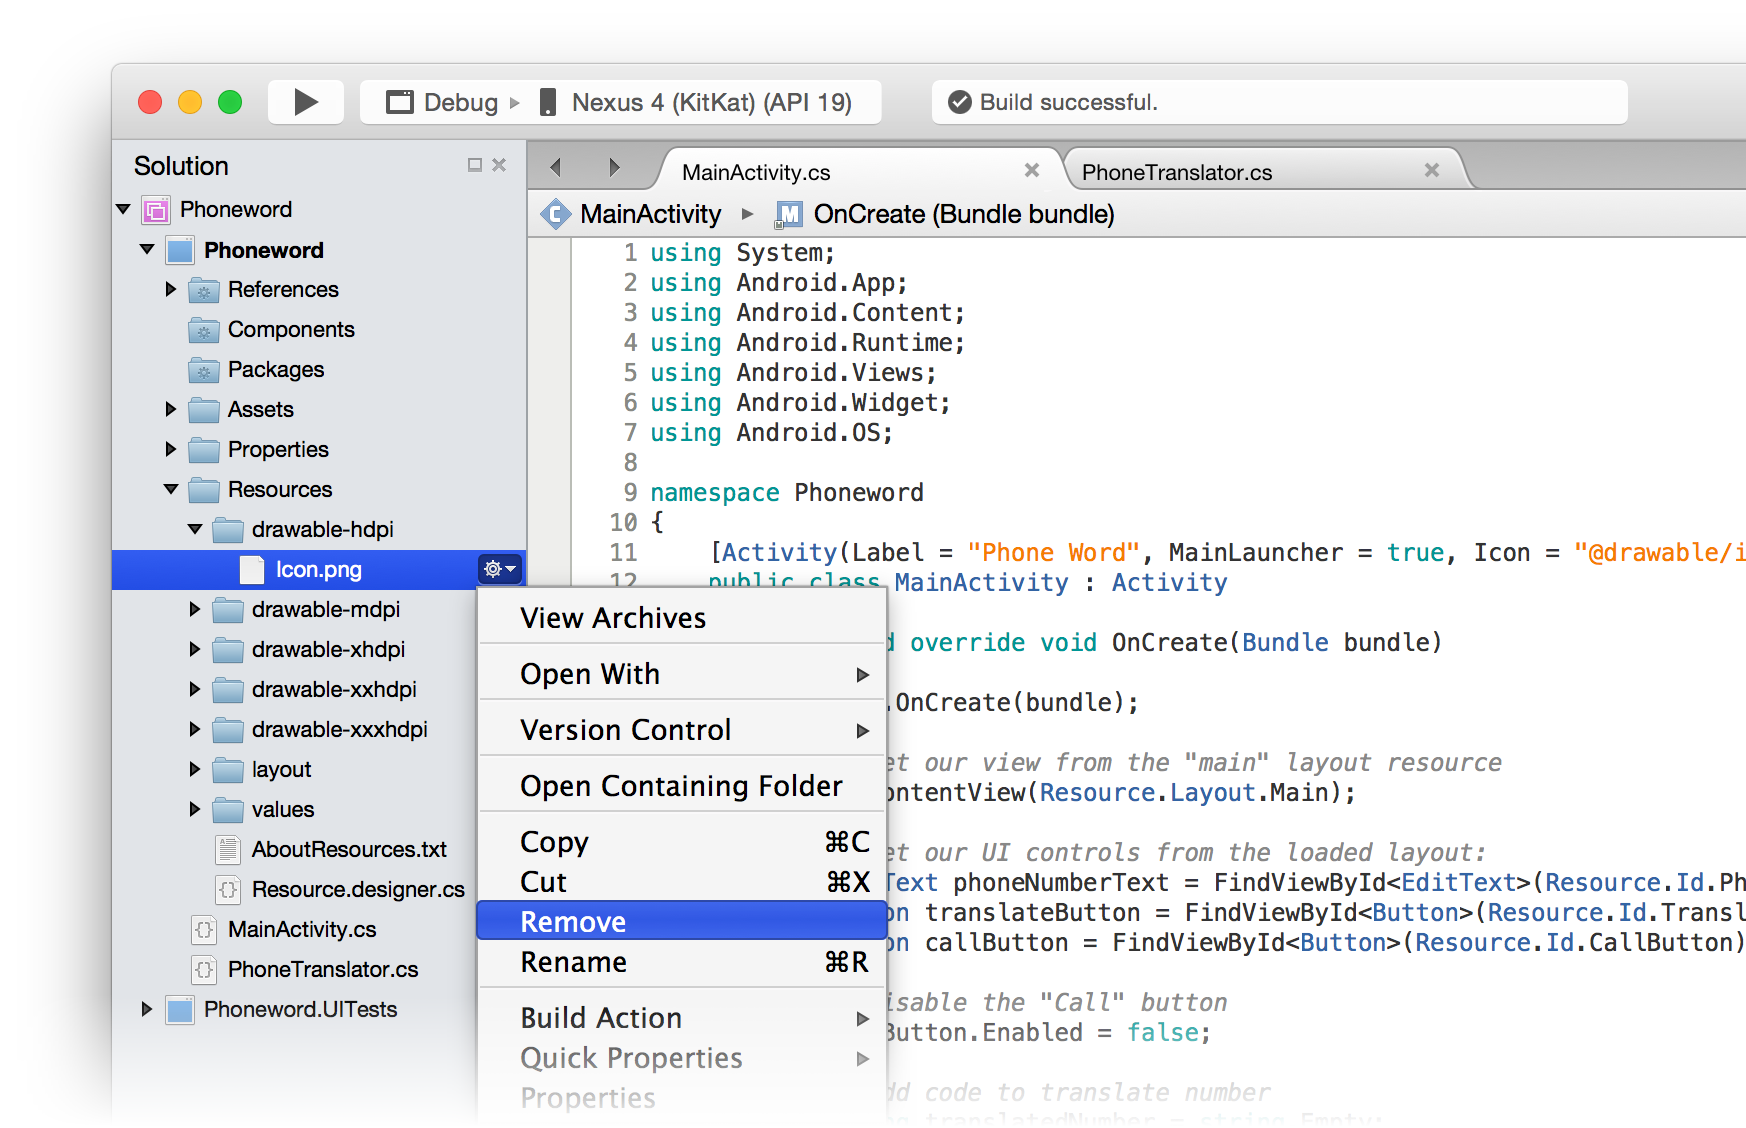 Debug
Nexus 4 (KitKat) (API 19)
Build successful.
Solution
Phoneword
Phoneword
References
Components
Packages
Assets
Properties
Resources
drawable-hdpi
Icon.png
drawable-mdpi
drawable-xhdpi
drawable-xxhdpi
drawable-xxxhdpi
layout
values
AboutResources.txt
Resource.designer.cs
MainActivity.cs
PhoneTranslator.cs
Phoneword.UITests
View Archives
Open With
Version Control
Open Containing Folder
Copy ⌘C
Cut ⌘X
Remove
Rename ⌘R
Build Action
Quick Properties
Properties
MainActivity.cs
PhoneTranslator.cs
C MainActivity M OnCreate (Bundle bundle)
1 using System;
2 using Android.App;
3 using Android.Content;
4 using Android.Runtime;
5 using Android.Views;
6 using Android.Widget;
7 using Android.OS;
8
9 namespace Phoneword
10 {
11 [Activity(Label = "Phone Word", MainLauncher = true, Icon = "@drawable/i
12 public class MainActivity : Activity
d override void OnCreate(Bundle bundle)
.OnCreate(bundle);
et our view from the "main" layout resource
ontentView(Resource.Layout.Main);
et our UI controls from the loaded layout:
Text phoneNumberText = FindViewById<EditText>(Resource.Id.Ph
on translateButton = FindViewById<Button>(Resource.Id.Transl
on callButton = FindViewById<Button>(Resource.Id.CallButton)
isable the "Call" button
Button.Enabled = false;
dd code to translate number
ng translatedNumber = string.Empty;